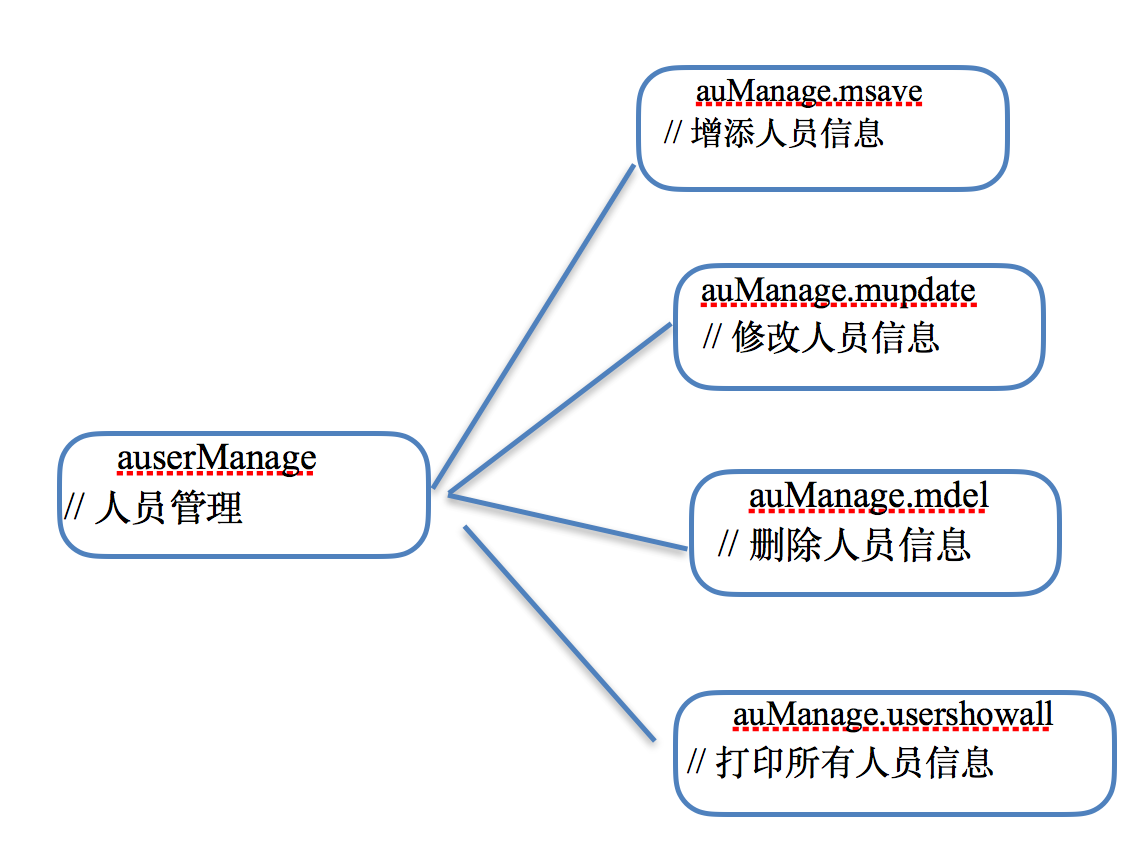 auManage.msave
// 增添人员信息
auManage.mupdate
// 修改人员信息
auserManage
// 人员管理
auManage.mdel
// 删除人员信息
auManage.usershowall
// 打印所有人员信息